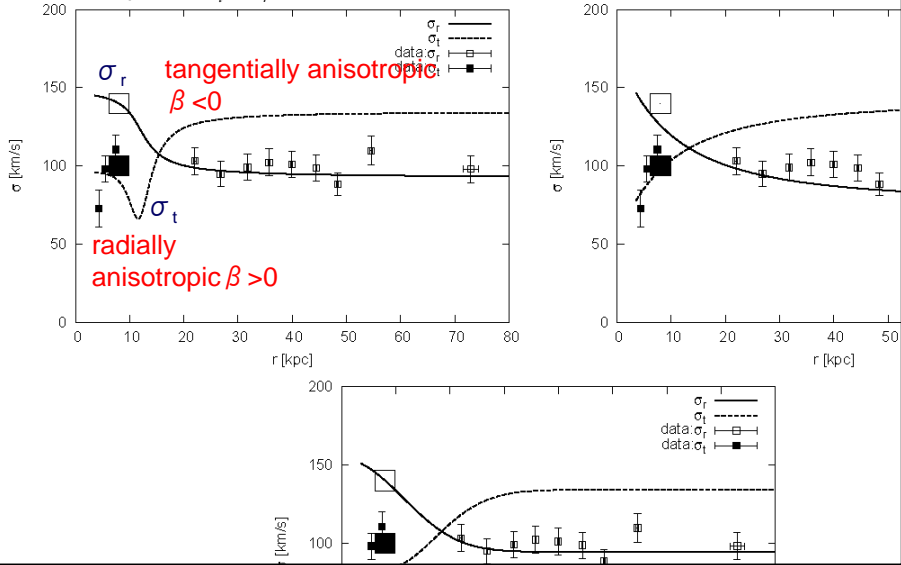 200
150
100
50
0
σ [km/s]
0 10 20 30 40 50 60 70 80
r [kpc]
σr
σt
data:σr
data:σt
σ r
tangentially anisotropic
β <0
σ t
radially
anisotropic β >0
200
150
100
50
0
σ [km/s]
0 10 20 30 40 50
r [kpc]
200
150
100
[km/s]
σr
σt
data:σr
data:σt